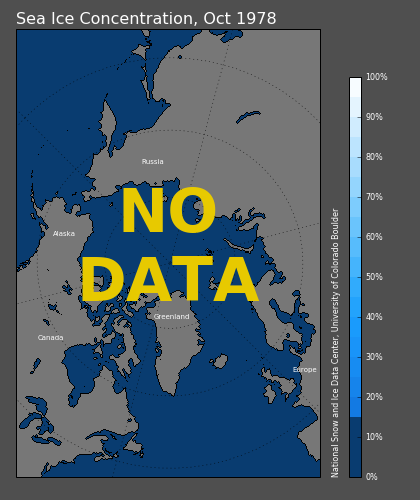 Sea Ice Concentration, Oct 1978
100%
90%
80%
70%
60%
50%
40%
30%
20%
10%
0%
Russia
Alaska
NO
DATA
Greenland
Canada
Europe
National Snow and Ice Data Center, University of Colorado Boulder